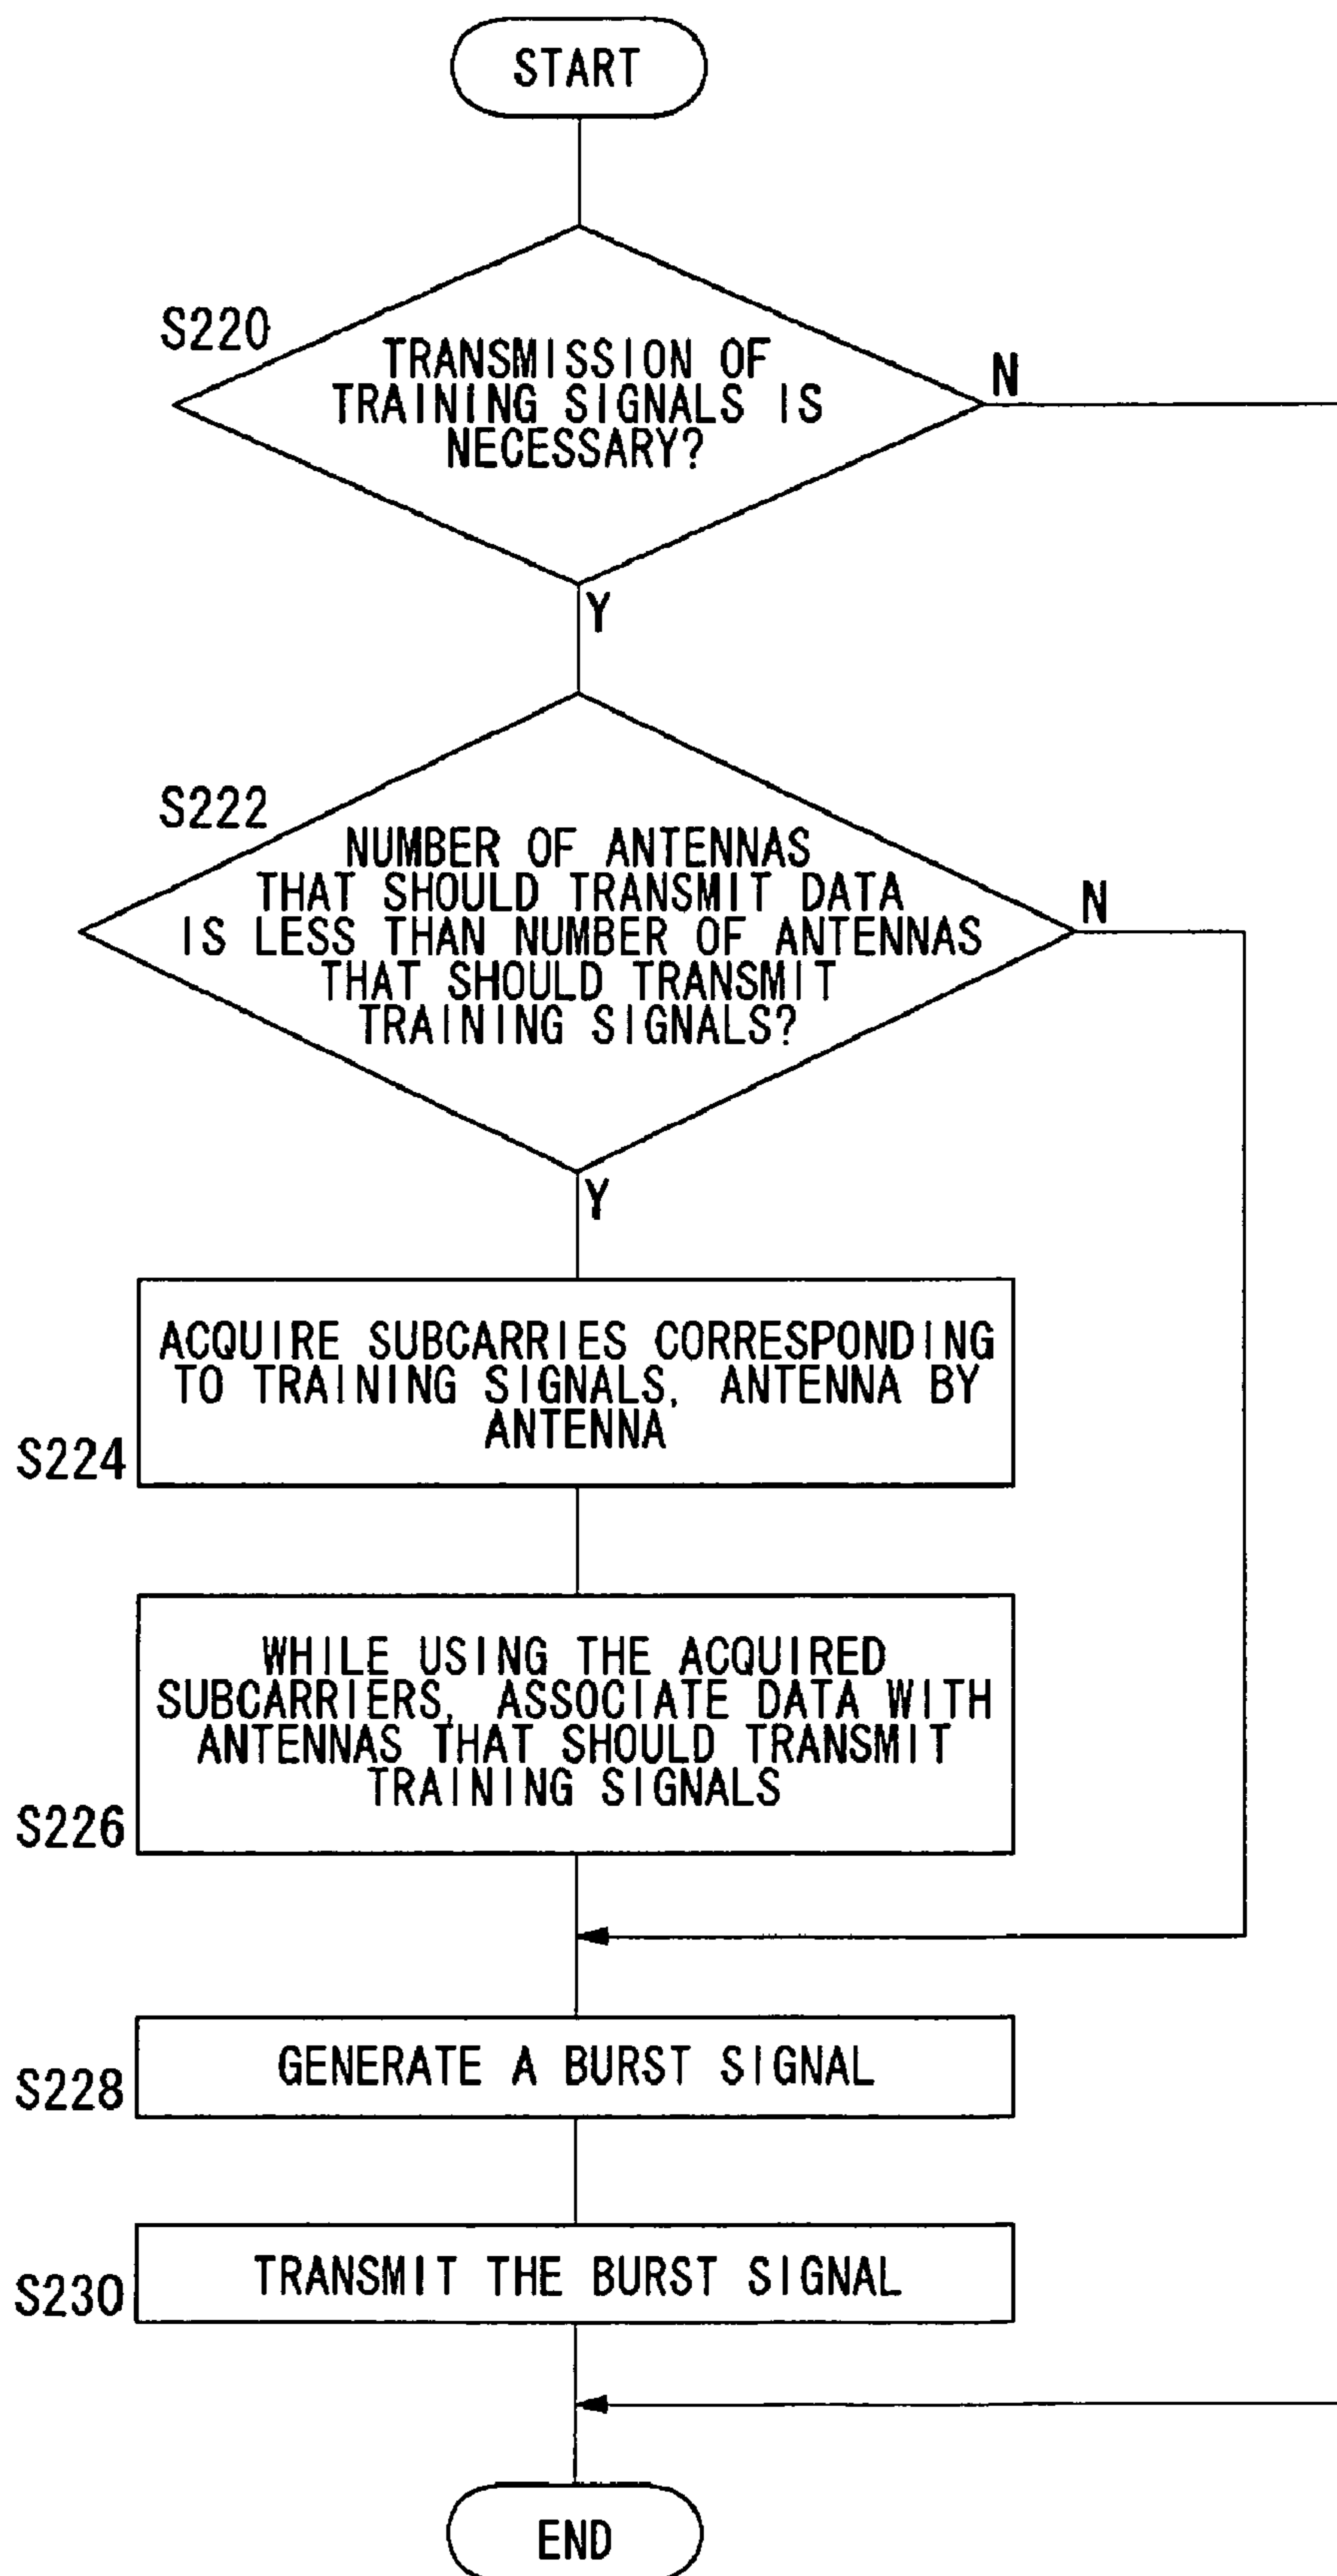 START
S220
TRANSMISSION OF
TRAINING SIGNALS IS
NECESSARY?
N
Y
S222
NUMBER OF ANTENNAS
THAT SHOULD TRANSMIT DATA
IS LESS THAN NUMBER OF ANTENNAS
THAT SHOULD TRANSMIT
TRAINING SIGNALS?
N
Y
ACQUIRE SUBCARRIES CORRESPONDING
TO TRAINING SIGNALS, ANTENNA BY
ANTENNA
S224
WHILE USING THE ACQUIRED
SUBCARRIERS, ASSOCIATE DATA WITH
ANTENNAS THAT SHOULD TRANSMIT
TRAINING SIGNALS
S226
GENERATE A BURST SIGNAL
S228
TRANSMIT THE BURST SIGNAL
S230
END